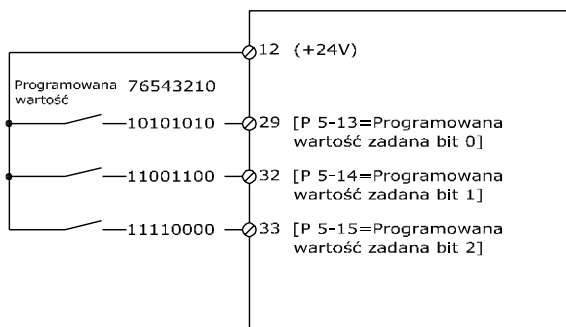 12 (+24V)
Programowana 76543210
wartość
10101010 29 [P 5-13=Programowana
wartość zadana bit 0]
11001100 32 [P 5-14=Programowana
wartość zadana bit 1]
11110000 33 [P 5-15=Programowana
wartość zadana bit 2]